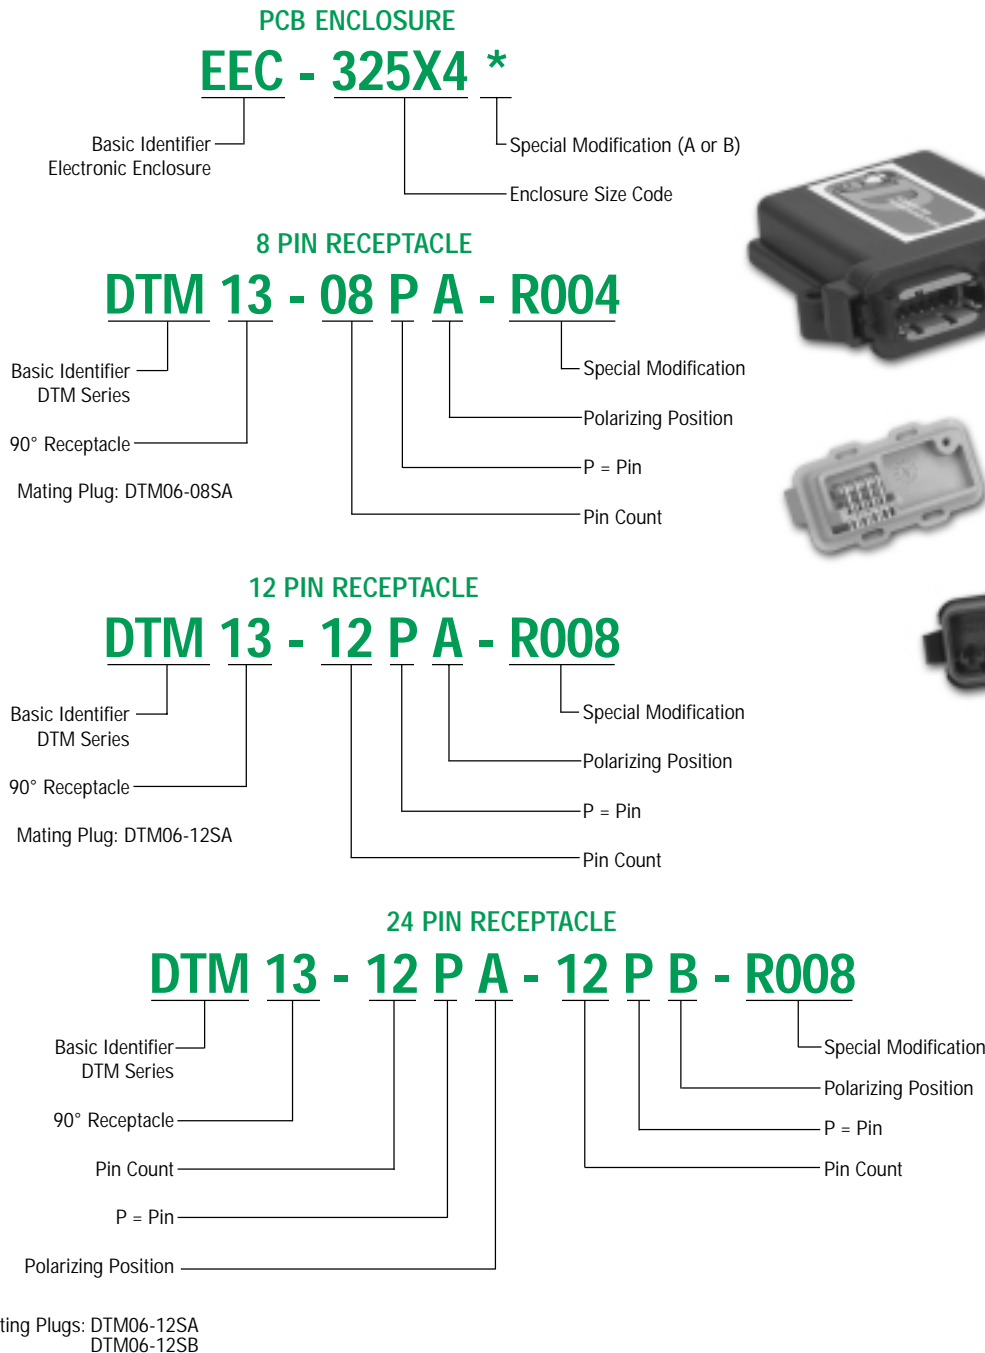 PCB ENCLOSURE
EEC - 325X4 *
Basic Identifier
Electronic Enclosure
Special Modification (A or B)
Enclosure Size Code
8 PIN RECEPTACLE
DTM 13 - 08 P A - R004
Basic Identifier
DTM Series
90° Receptacle
Mating Plug: DTM06-08SA
Special Modification
Polarizing Position
P = Pin
Pin Count
12 PIN RECEPTACLE
DTM 13 - 12 P A - R008
Basic Identifier
DTM Series
90° Receptacle
Mating Plug: DTM06-12SA
Special Modification
Polarizing Position
P = Pin
Pin Count
24 PIN RECEPTACLE
DTM 13 - 12 P A - 12 P B - R008
Basic Identifier
DTM Series
90° Receptacle
Pin Count
P = Pin
Polarizing Position
Special Modification
Polarizing Position
P = Pin
Pin Count
ting Plugs: DTM06-12SA
DTM06-12SB